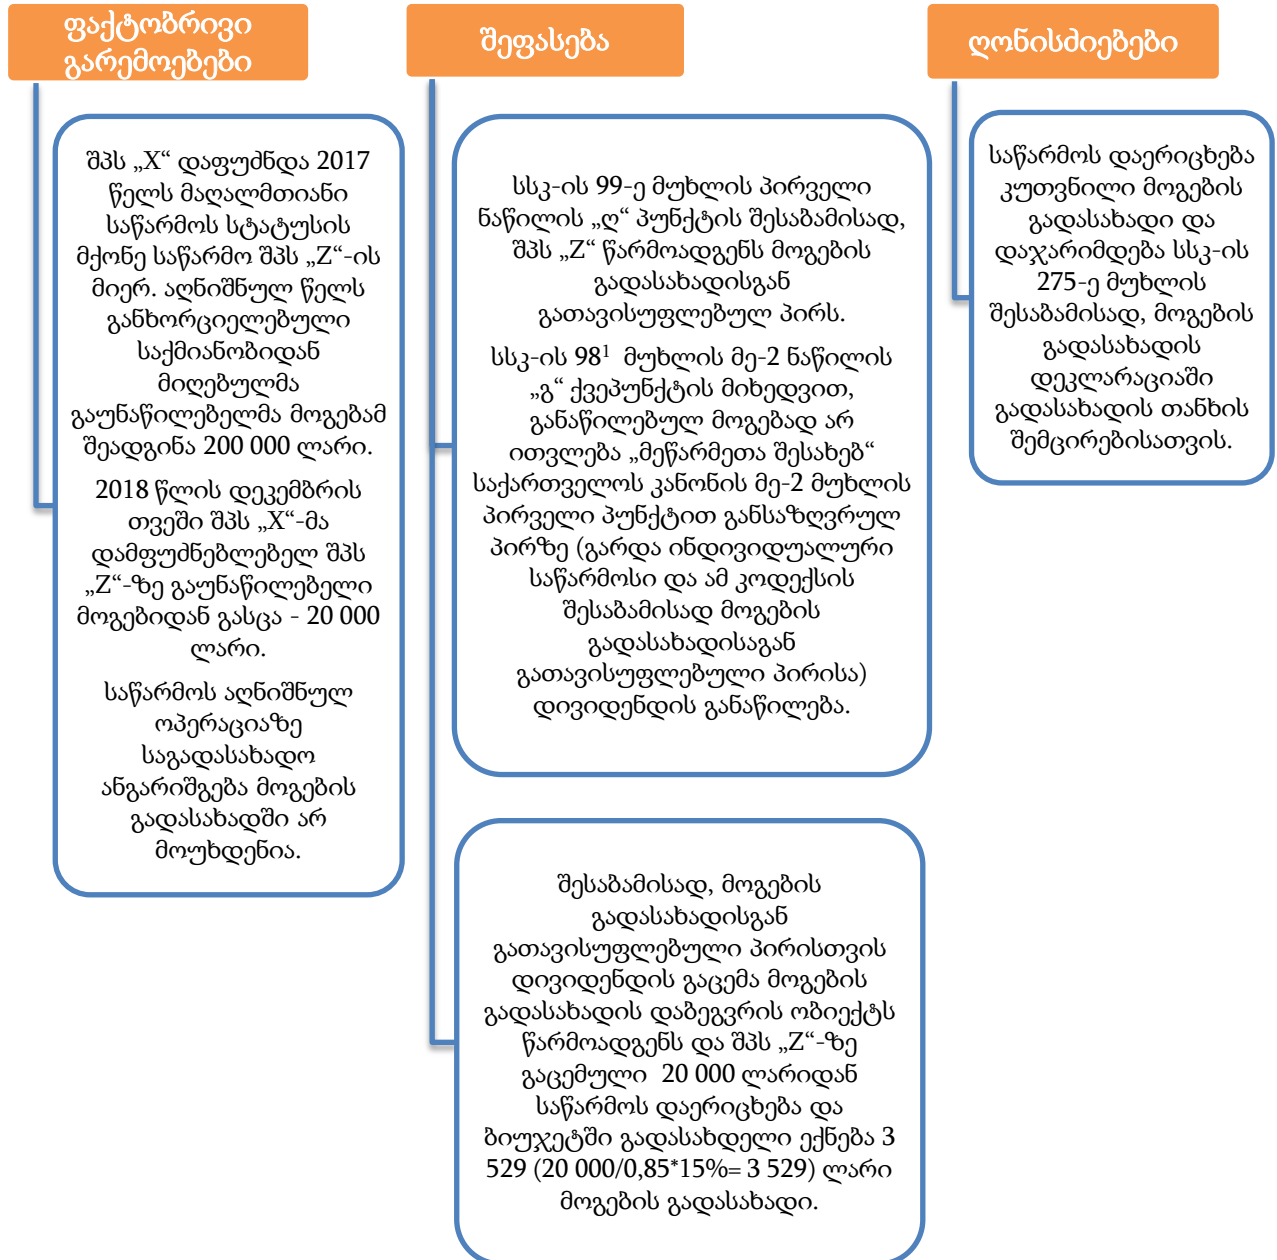 ფაქტობრივი
გარემოებები
შპს „X“ დაფუძნდა 2017
წელს მაღალმთიანი
საწარმოს სტატუსის
მქონე საწარმო შპს „Z“-ის
მიერ. აღნიშნულ წელს
განხორციელებული
საქმიანობიდან
მიღებულმა
გაუნაწილებელმა მოგებამ
შეადგინა 200 000 ლარი.
2018 წლის დეკემბრის
თვეში შპს „X“-მა
დამფუძნებლებელ შპს
„Z“-ზე გაუნაწილებელი
მოგებიდან გასცა - 20 000
ლარი.
საწარმოს აღნიშნულ
ოპერაციაზე
საგადასახადო
ანგარიშგება მოგების
გადასახადში არ
მოუხდენია.
შეფასება
სსკ-ის 99-ე მუხლის პირველი
ნაწილის „ღ“ პუნქტის შესაბამისად,
შპს „Z“ წარმოადგენს მოგების
გადასახადისგან
გათავისუფლებულ პირს.
სსკ-ის 98¹ მუხლის მე-2 ნაწილის
„გ“ ქვეპუნქტის მიხედვით,
განაწილებულ მოგებად არ
ითვლება „მეწარმეთა შესახებ“
საქართველოს კანონის მე-2 მუხლის
პირველი პუნქტით განსაზღვრულ
პირზე (გარდა ინდივიდუალური
საწარმოსი და ამ კოდექსის
შესაბამისად მოგების
გადასახადისაგან
გათავისუფლებული პირისა)
დივიდენდის განაწილება.
შესაბამისად, მოგების
გადასახადისგან
გათავისუფლებული პირისთვის
დივიდენდის გაცემა მოგების
გადასახადის დაბეგვრის ობიექტს
წარმოადგენს და შპს „Z“-ზე
გაცემული 20 000 ლარიდან
საწარმოს დაერიცხება და
ბიუჯეტში გადასახდელი ექნება 3
529 (20 000/0,85*15%= 3 529) ლარი
მოგების გადასახადი.
ღონისძიებები
საწარმოს დაერიცხება
კუთვნილი მოგების
გადასახადი და
დაჯარიმდება სსკ-ის
275-ე მუხლის
შესაბამისად, მოგების
გადასახადის
დეკლარაციაში
გადასახადის თანხის
შემცირებისათვის.